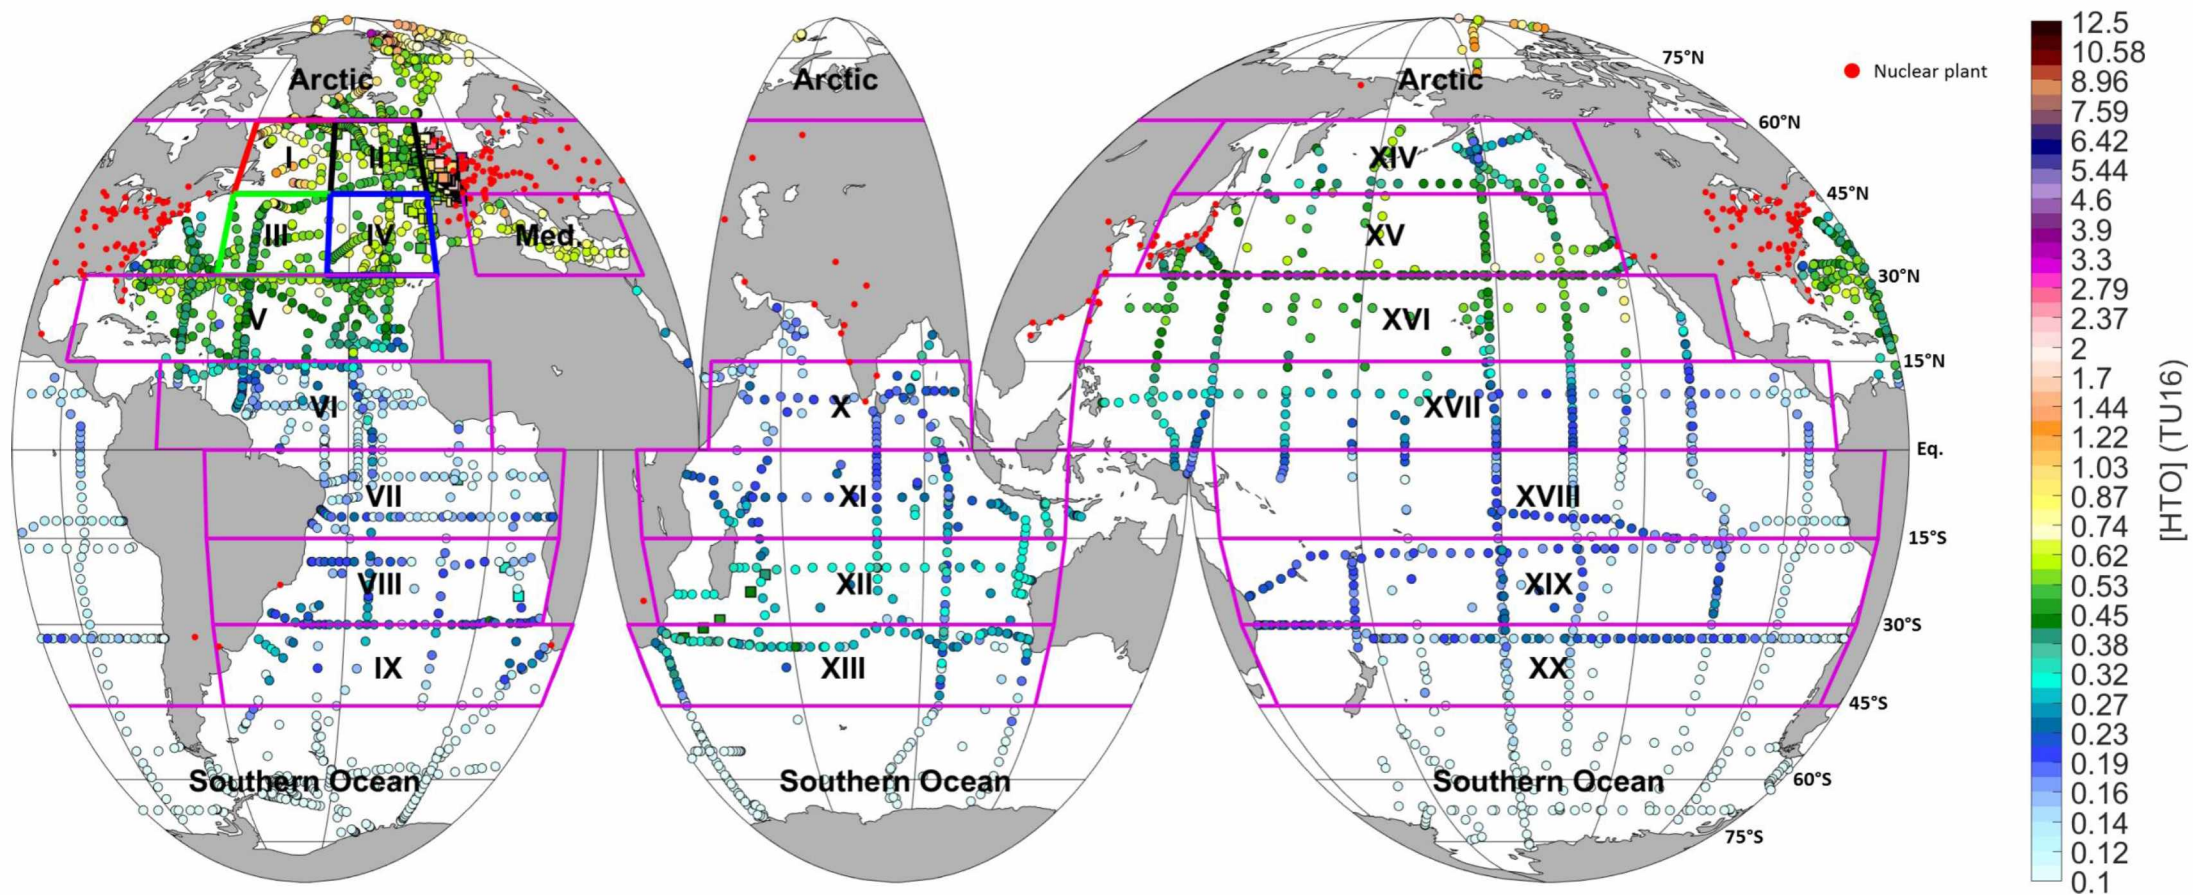 Arctic
Arctic
Arctic
75°N
Nuclear plant
60°N
I
II
XIV
45°N
III
IV
Med.
XV
30°N
V
XVI
15°N
VI
X
XVII
Eq.
VII
XI
XVIII
15°S
VIII
XII
XIX
30°S
IX
XIII
XX
45°S
Southern Ocean
Southern Ocean
Southern Ocean
60°S
75°S
12.5
10.58
8.96
7.59
6.42
5.44
4.6
3.9
3.3
2.79
2.37
2
1.7
1.44
1.22
1.03
0.87
0.74
0.62
0.53
0.45
0.38
0.32
0.27
0.23
0.19
0.16
0.14
0.12
0.1
[HTO] (TU16)